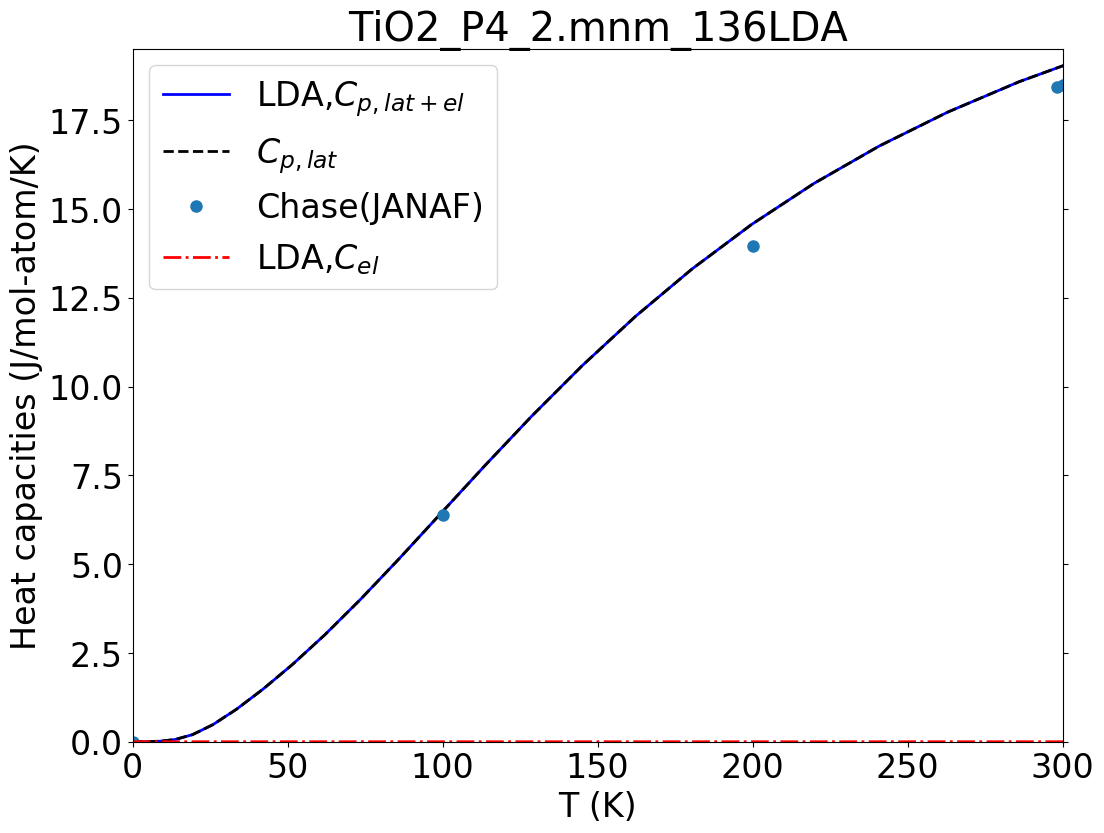 TiO2_P4_2.mnm_136LDA
LDA,C_{p,lat+el}
C_{p,lat}
Chase(JANAF)
LDA,C_{el}
Heat capacities (J/mol-atom/K)
17.5
15.0
12.5
10.0
7.5
5.0
2.5
0.0
0 50 100 150 200 250 300
T (K)